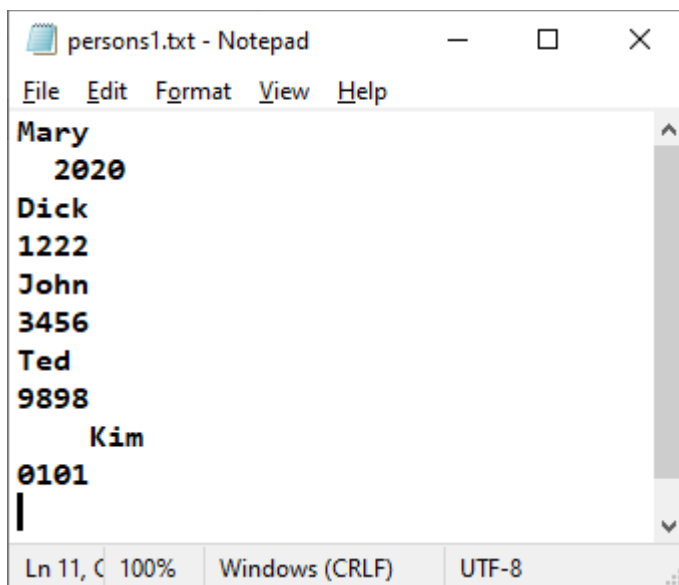 persons1.txt - Notepad
File Edit Format View Help
Mary
  2020
Dick
1222
John
3456
Ted
9898
    Kim
0101
Ln 11, C 100% Windows (CRLF) UTF-8